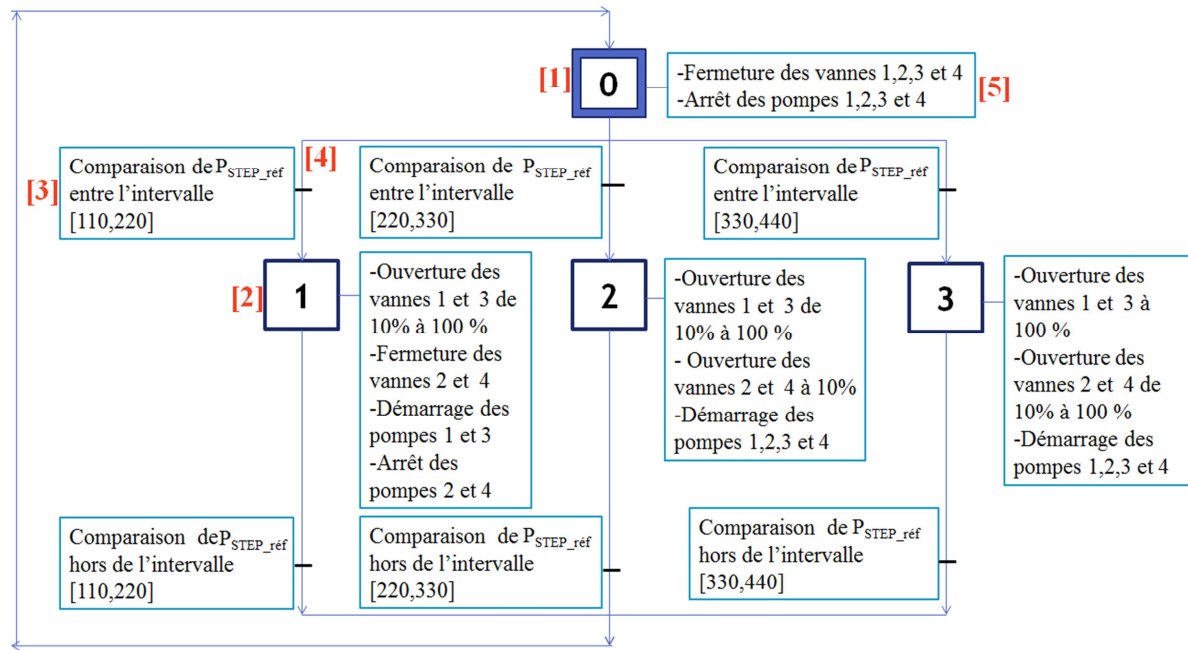 [1]
0
-Fermeture des vannes 1,2,3 et 4
-Arrêt des pompes 1,2,3 et 4
[5]
[3]
Comparaison de P_STEP_réf
entre l’intervalle
[110,220]
[4]
Comparaison de P_STEP_réf
entre l’intervalle
[220,330]
Comparaison de P_STEP_réf
entre l’intervalle
[330,440]
[2]
1
-Ouverture des
vannes 1 et 3 de
10% à 100 %
-Fermeture des
vannes 2 et 4
-Démarrage des
pompes 1 et 3
-Arrêt des
pompes 2 et 4
2
-Ouverture des
vannes 1 et 3 de
10% à 100 %
- Ouverture des
vannes 2 et 4 à 10%
-Démarrage des
pompes 1,2,3 et 4
3
-Ouverture des
vannes 1 et 3 à
100 %
-Ouverture des
vannes 2 et 4 de
10% à 100 %
-Démarrage des
pompes 1,2,3 et 4
Comparaison deP_STEP_réf
hors de l’intervalle
[110,220]
Comparaison de P_STEP_réf
hors de l’intervalle
[220,330]
Comparaison de P_STEP_réf
hors de l’intervalle
[330,440]